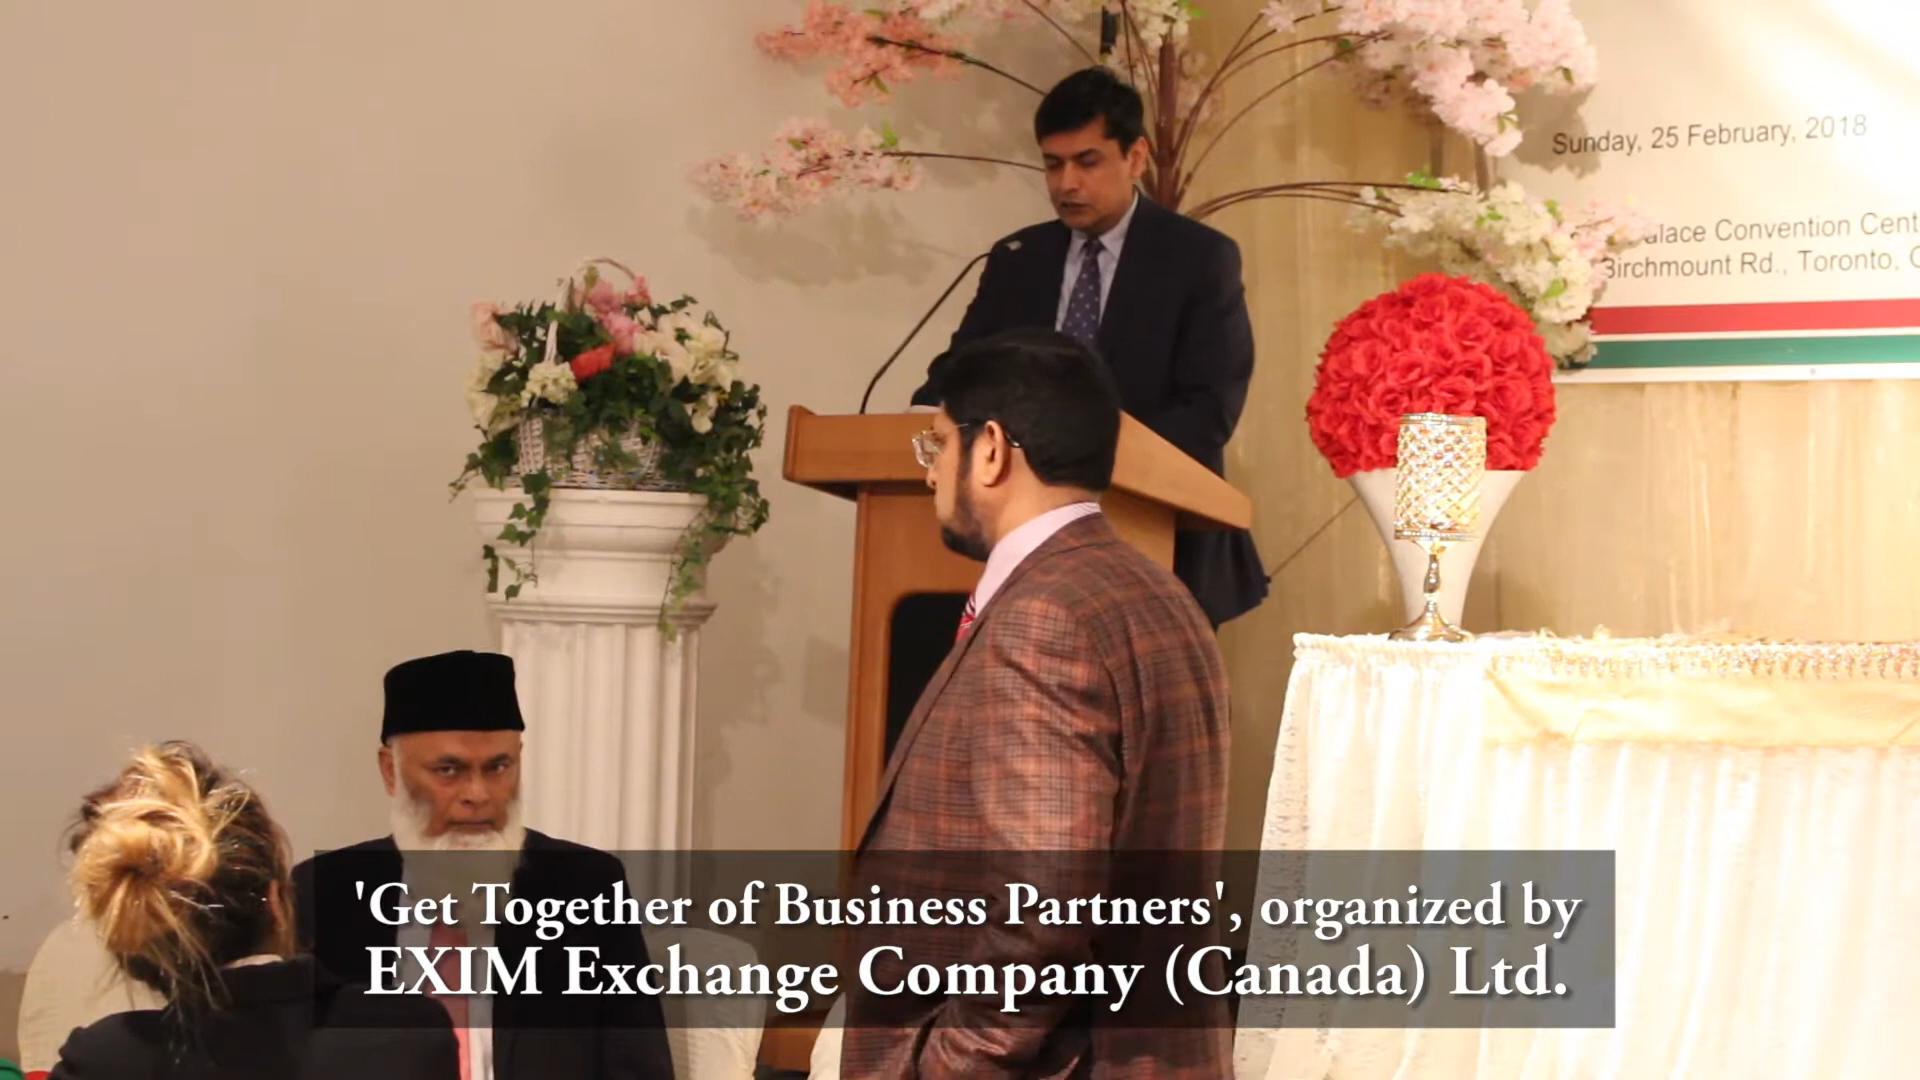 Sunday, 25 February, 2018
Convention
Birchmount Rd., Toronto,
'Get Together of Business Partners', organized by
EXIM Exchange Company (Canada) Ltd.